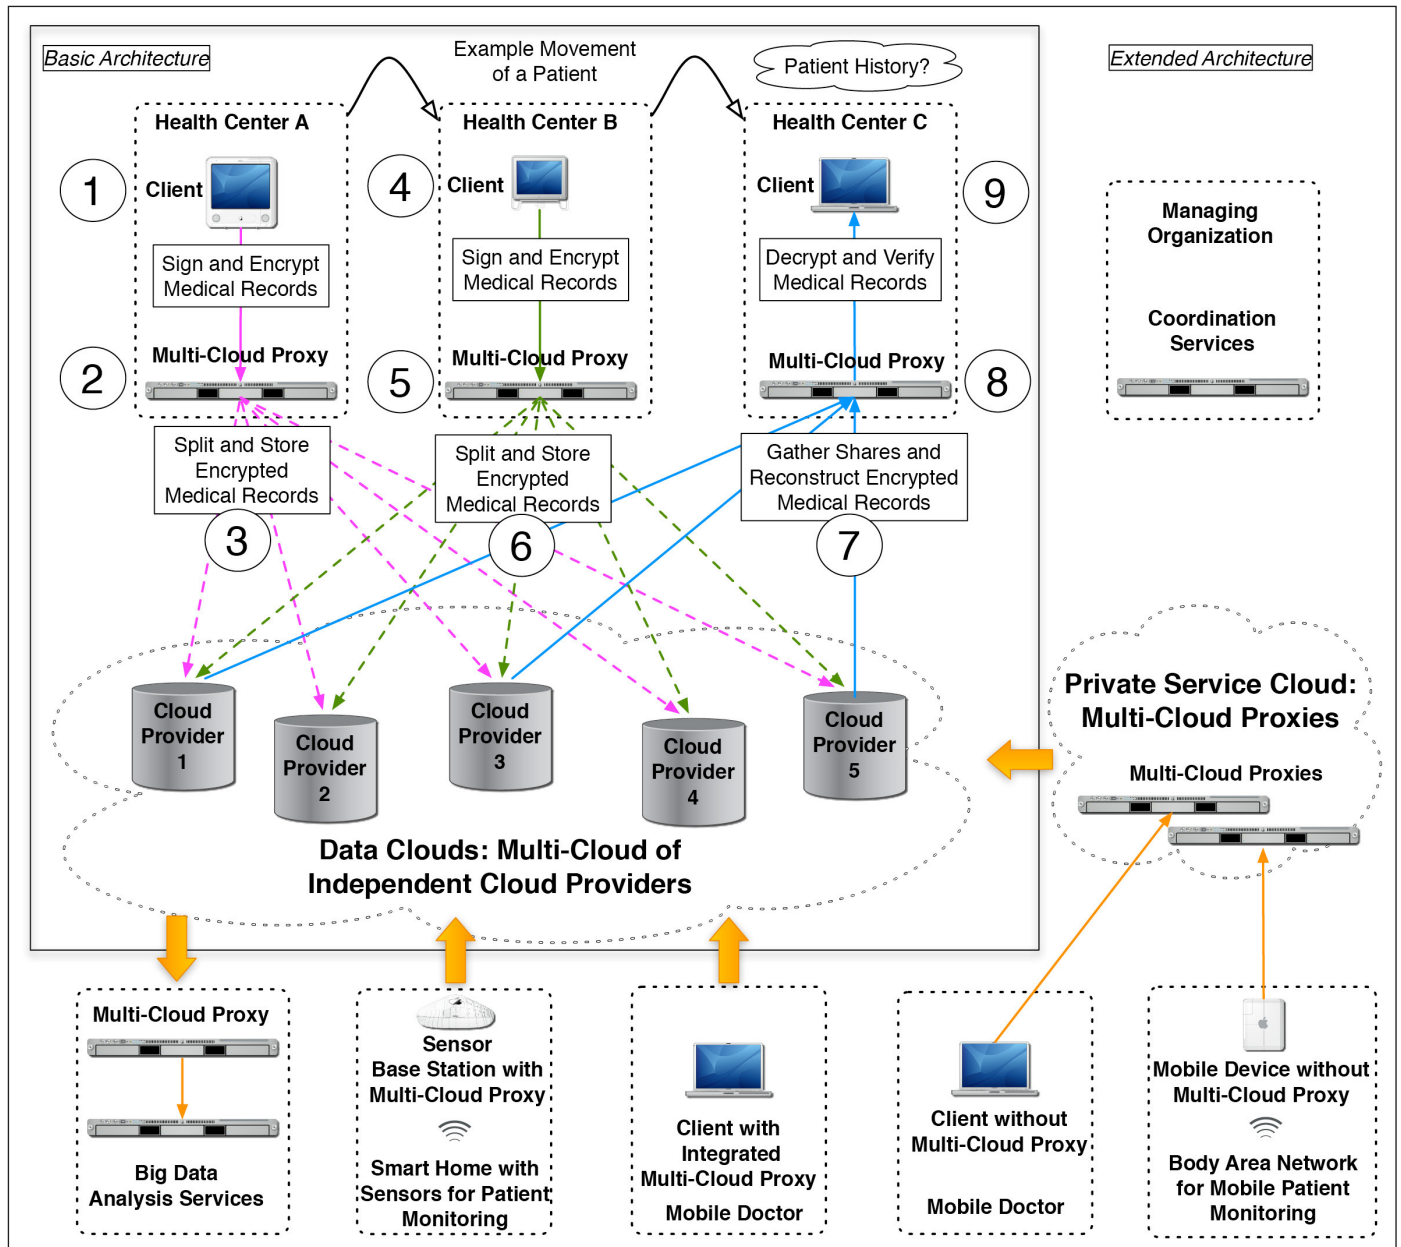 Basic Architecture
Example Movement
of a Patient
Patient History?
Extended Architecture
Health Center A
Health Center B
Health Center C
1
Client
4
Client
Client
9
Sign and Encrypt
Medical Records
Sign and Encrypt
Medical Records
Decrypt and Verify
Medical Records
Managing
Organization
Coordination
Services
2
Multi-Cloud Proxy
5
Multi-Cloud Proxy
Multi-Cloud Proxy
8
Split and Store
Encrypted
Medical Records
3
Split and Store
Encrypted
Medical Records
6
Gather Shares and
Reconstruct Encrypted
Medical Records
7
Cloud
Provider
1
Cloud
Provider
2
Cloud
Provider
3
Cloud
Provider
4
Cloud
Provider
5
Data Clouds: Multi-Cloud of
Independent Cloud Providers
Private Service Cloud:
Multi-Cloud Proxies
Multi-Cloud Proxies
Multi-Cloud Proxy
Big Data
Analysis Services
Sensor
Base Station with
Multi-Cloud Proxy
Smart Home with
Sensors for Patient
Monitoring
Client with
Integrated
Multi-Cloud Proxy
Mobile Doctor
Client without
Multi-Cloud Proxy
Mobile Doctor
Mobile Device without
Multi-Cloud Proxy
Body Area Network
for Mobile Patient
Monitoring